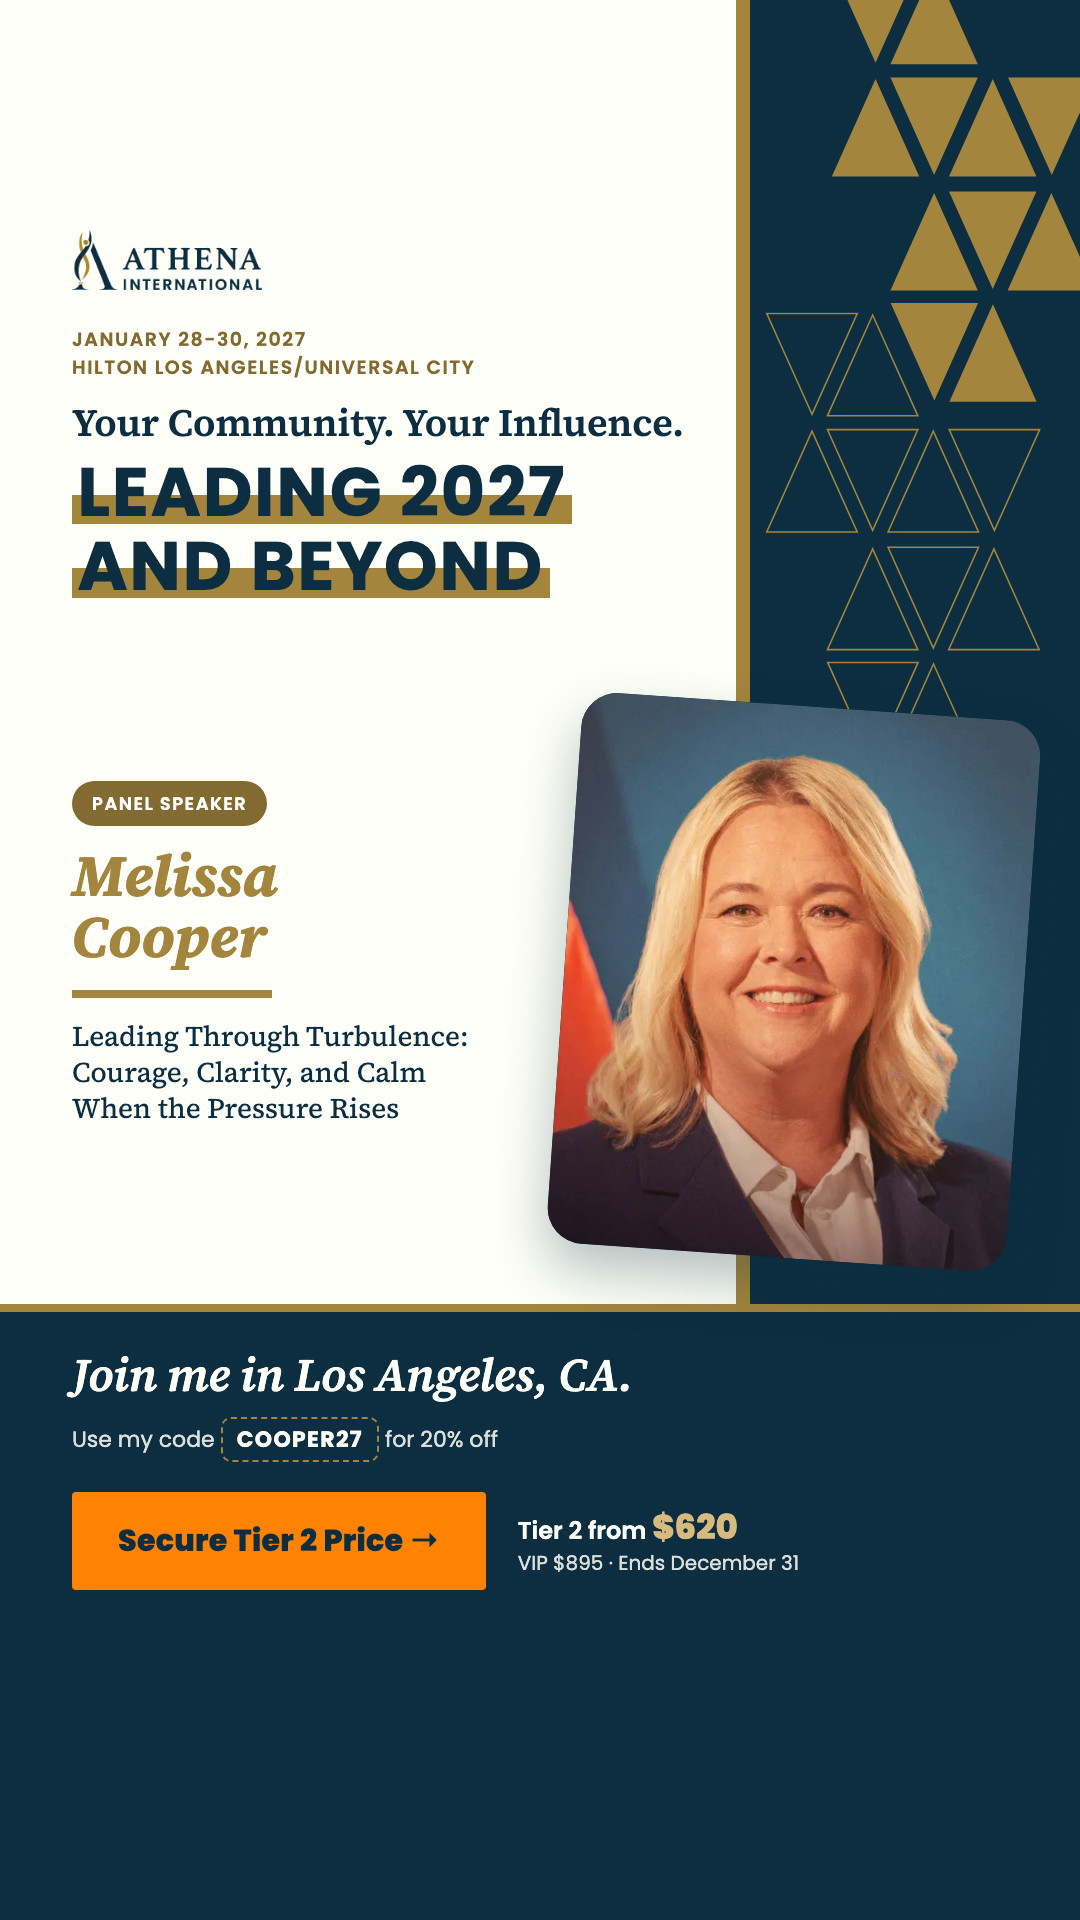 ATHENA
INTERNATIONAL
JANUARY 28-30, 2027
HILTON LOS ANGELES/UNIVERSAL CITY
Your Community. Your Influence.
LEADING 2027
AND BEYOND
PANEL SPEAKER
Melissa
Cooper
Leading Through Turbulence:
Courage, Clarity, and Calm
When the Pressure Rises
Join me in Los Angeles, CA.
Use my code COOPER27 for 20% off
Secure Tier 2 Price →
Tier 2 from $620
VIP $895 · Ends December 31